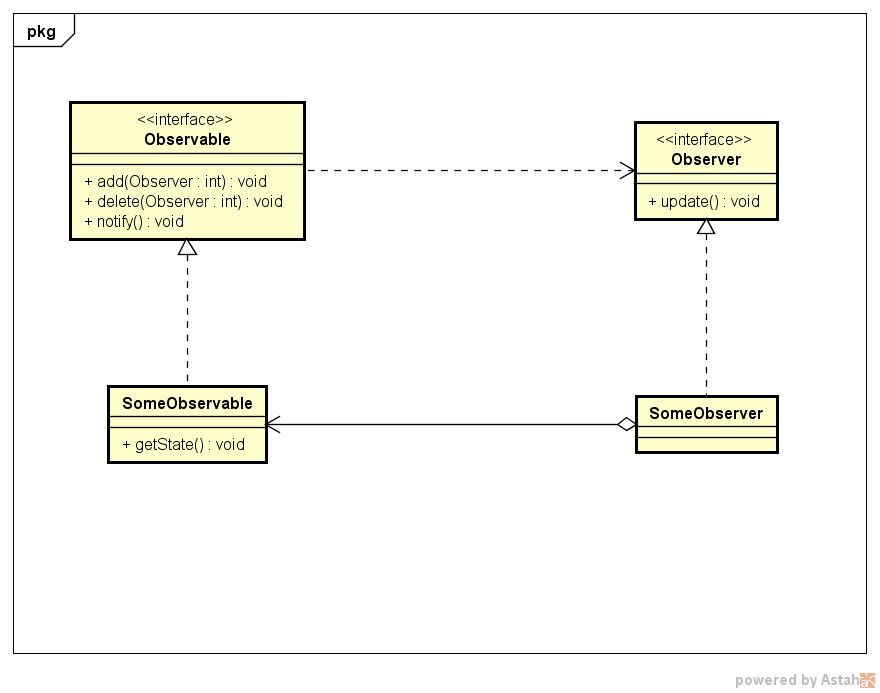 pkg
<<interface>>
Observable
+ add(Observer : int) : void
+ delete(Observer : int) : void
+ notify() : void
<<interface>>
Observer
+ update() : void
SomeObservable
+ getState() : void
SomeObserver
powered by Astah